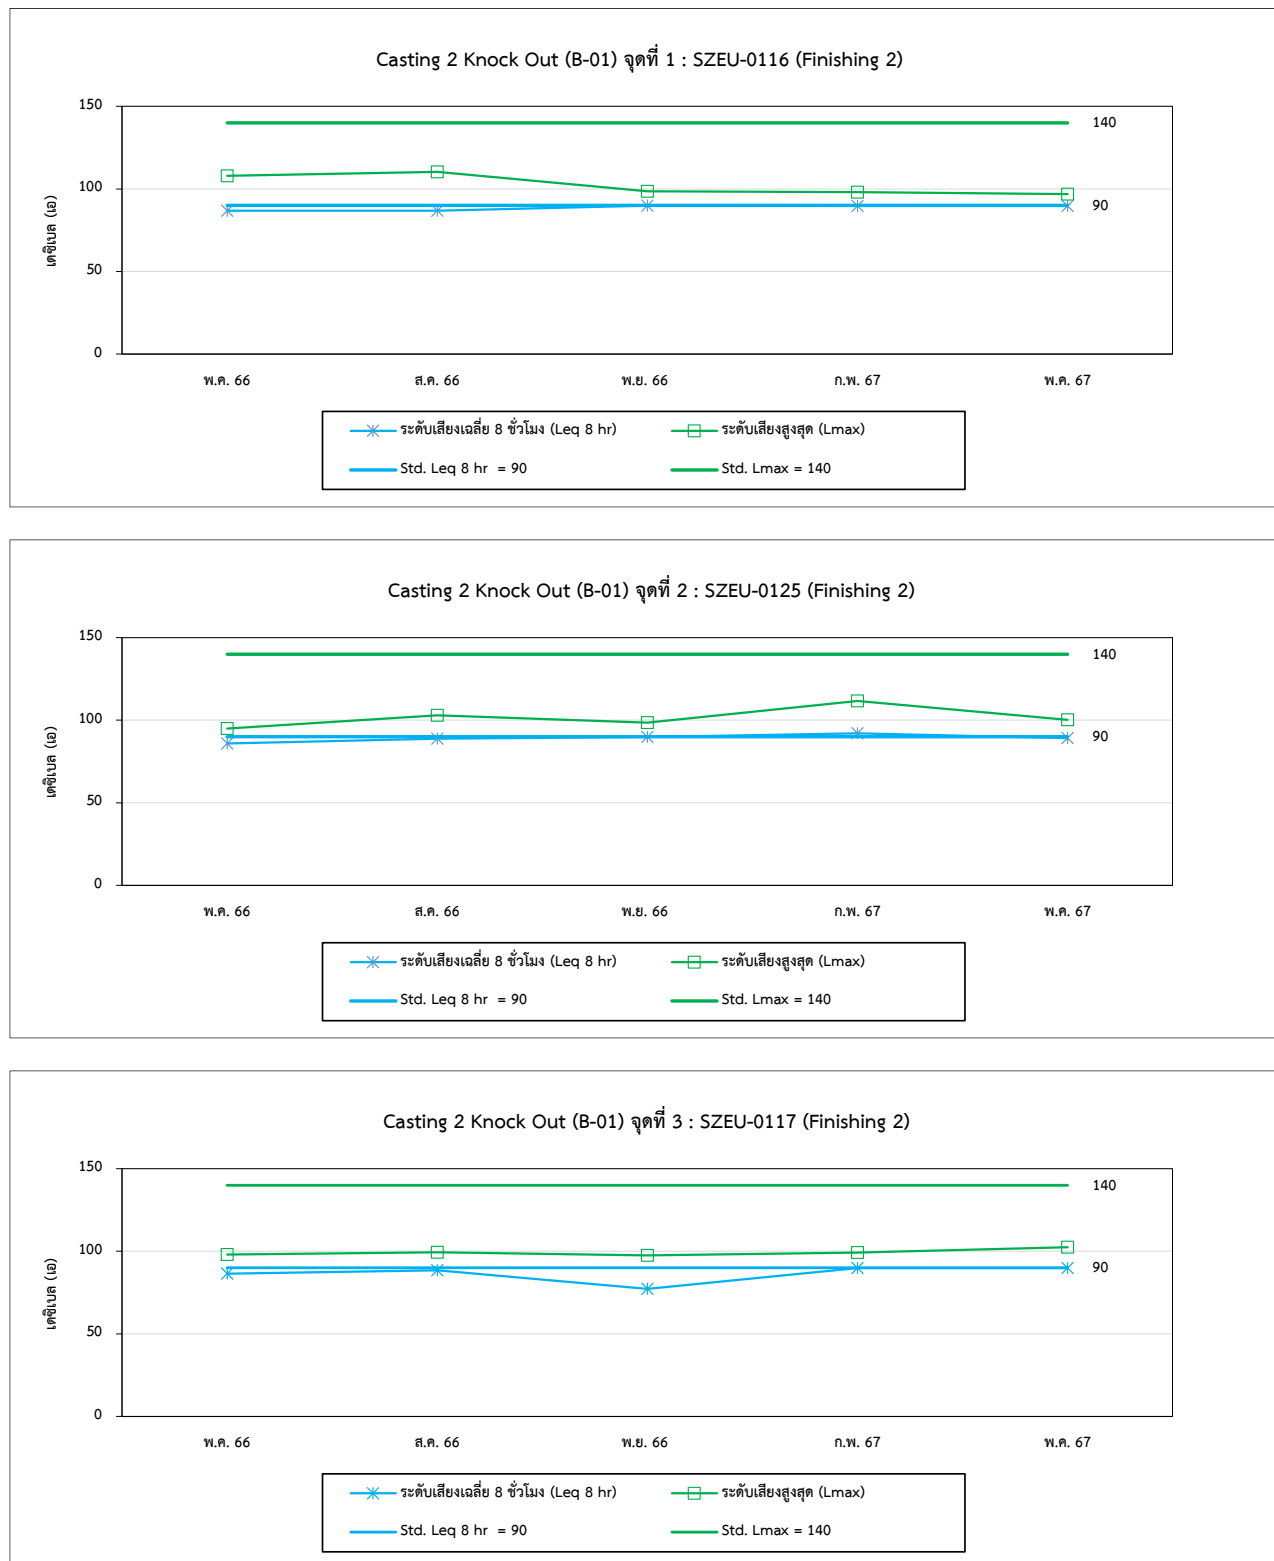 Casting 2 Knock Out (B-01) จุดที่ 1 : SZEU-0116 (Finishing 2)
150
140
100
90
เดซิเบล (เอ)
50
0
พ.ค. 66 ส.ค. 66 พ.ย. 66 ก.พ. 67 พ.ค. 67
ระดับเสียงเฉลี่ย 8 ชั่วโมง (Leq 8 hr) ระดับเสียงสูงสุด (Lmax)
Std. Leq 8 hr = 90 Std. Lmax = 140
Casting 2 Knock Out (B-01) จุดที่ 2 : SZEU-0125 (Finishing 2)
150
140
100
90
เดซิเบล (เอ)
50
0
พ.ค. 66 ส.ค. 66 พ.ย. 66 ก.พ. 67 พ.ค. 67
ระดับเสียงเฉลี่ย 8 ชั่วโมง (Leq 8 hr) ระดับเสียงสูงสุด (Lmax)
Std. Leq 8 hr = 90 Std. Lmax = 140
Casting 2 Knock Out (B-01) จุดที่ 3 : SZEU-0117 (Finishing 2)
150
140
100
90
เดซิเบล (เอ)
50
0
พ.ค. 66 ส.ค. 66 พ.ย. 66 ก.พ. 67 พ.ค. 67
ระดับเสียงเฉลี่ย 8 ชั่วโมง (Leq 8 hr) ระดับเสียงสูงสุด (Lmax)
Std. Leq 8 hr = 90 Std. Lmax = 140